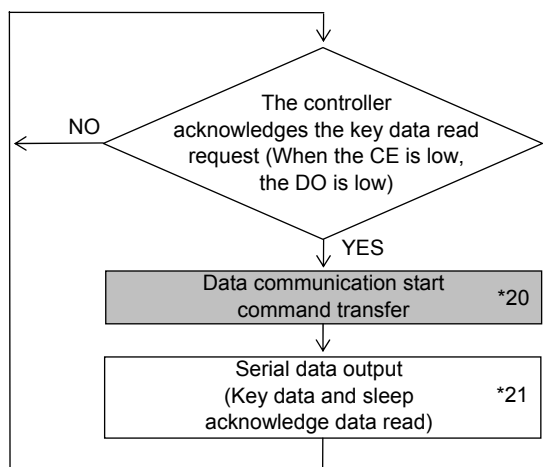 The controller
acknowledges the key data read
request (When the CE is low,
the DO is low)
NO
YES
Data communication start
command transfer
*20
Serial data output
(Key data and sleep
acknowledge data read)
*21